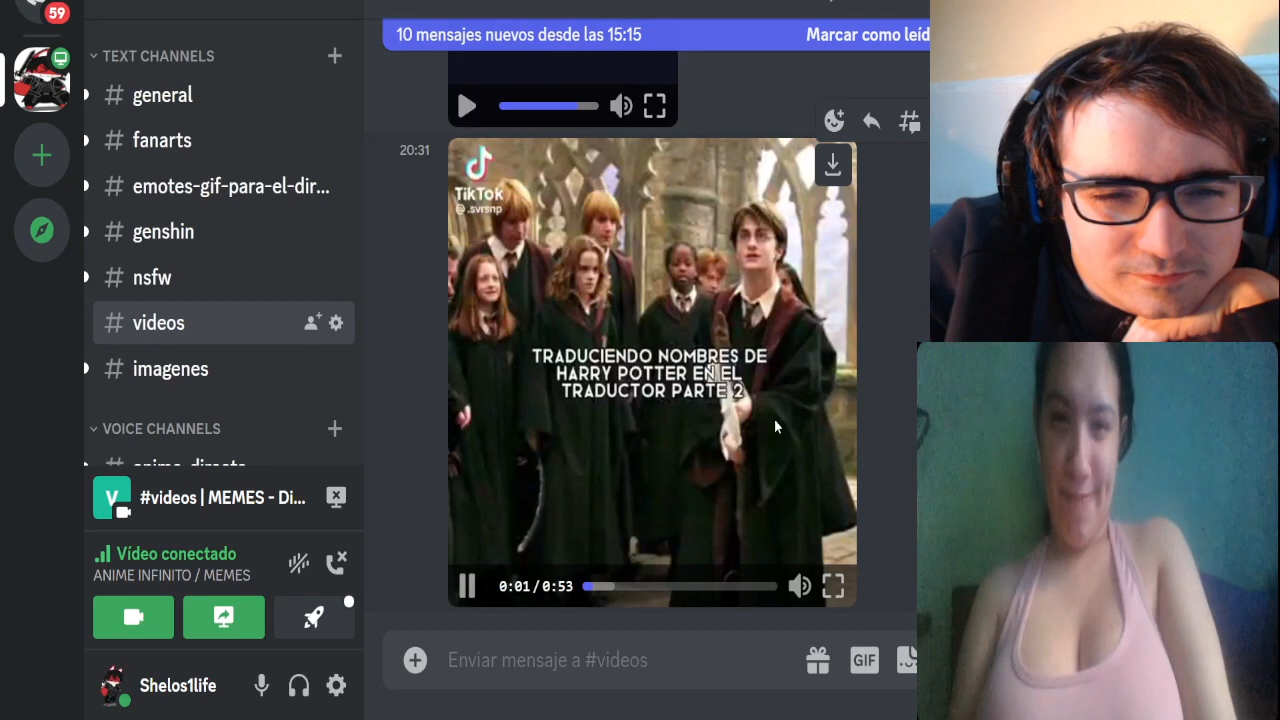 59
TEXT CHANNELS
general
fanarts
emotes-gif-para-el-dir...
genshin
nsfw
videos
imagenes
VOICE CHANNELS
#videos | MEMES - Di...
Vídeo conectado
ANIME INFINITO / MEMES
Shelos1life
10 mensajes nuevos desde las 15:15
Marcar como leíd
20:31
TikTok
@.svrsnp
TRADUCIENDO NOMBRES DE
HARRY POTTER EN EL
TRADUCTOR PARTE 2
0:01 / 0:53
Enviar mensaje a #videos
GIF